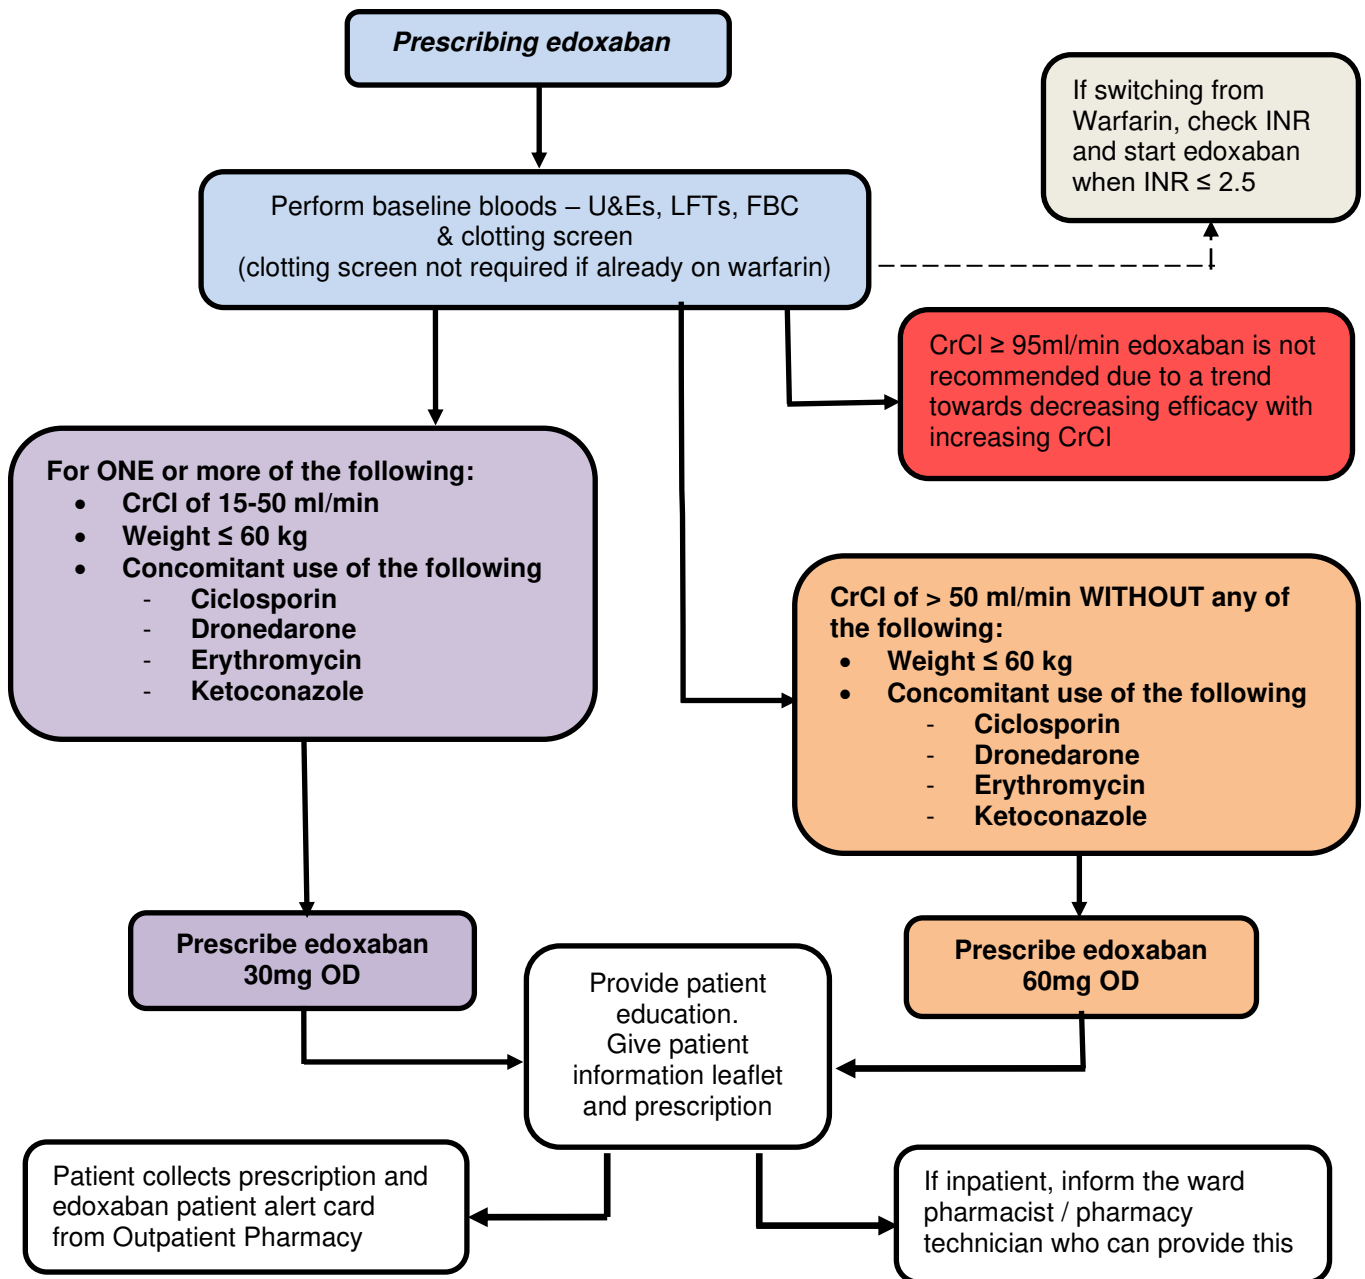 Prescribing edoxaban
If switching from
Warfarin, check INR
and start edoxaban
when INR ≤ 2.5
Perform baseline bloods – U&Es, LFTs, FBC
& clotting screen
(clotting screen not required if already on warfarin)
CrCl ≥ 95ml/min edoxaban is not
recommended due to a trend
towards decreasing efficacy with
increasing CrCl
For ONE or more of the following:
• CrCl of 15-50 ml/min
• Weight ≤ 60 kg
• Concomitant use of the following
- Ciclosporin
- Dronedarone
- Erythromycin
- Ketoconazole
CrCl of > 50 ml/min WITHOUT any of
the following:
• Weight ≤ 60 kg
• Concomitant use of the following
- Ciclosporin
- Dronedarone
- Erythromycin
- Ketoconazole
Prescribe edoxaban
30mg OD
Prescribe edoxaban
60mg OD
Provide patient
education.
Give patient
information leaflet
and prescription
Patient collects prescription and
edoxaban patient alert card
from Outpatient Pharmacy
If inpatient, inform the ward
pharmacist / pharmacy
technician who can provide this